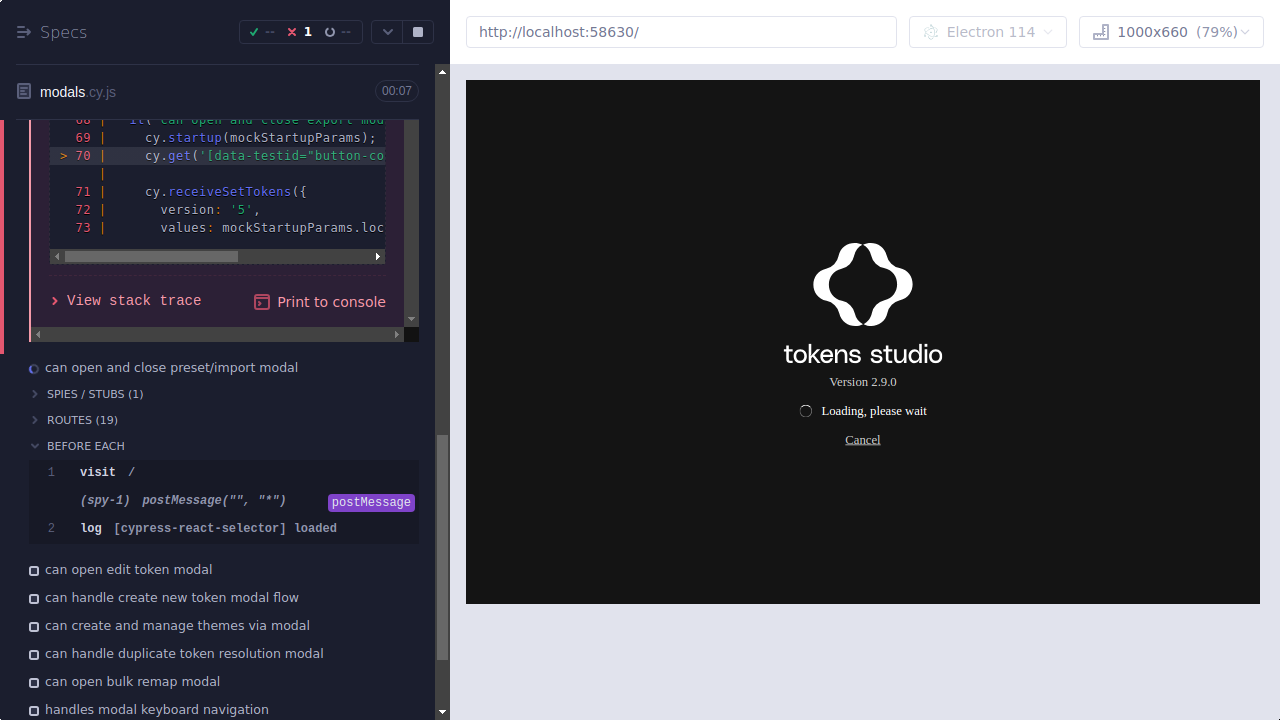 Specs
-- 1 --
modals.cy.js
00:07
68 | it('can open and close export mod
69 | cy.startup(mockStartupParams);
> 70 | cy.get('[data-testid="button-co
|
71 | cy.receiveSetTokens({
72 | version: '5',
73 | values: mockStartupParams.loc
View stack trace
Print to console
can open and close preset/import modal
SPIES / STUBS (1)
ROUTES (19)
BEFORE EACH
1 visit /
(spy-1) postMessage("", "*") postMessage
2 log [cypress-react-selector] loaded
can open edit token modal
can handle create new token modal flow
can create and manage themes via modal
can handle duplicate token resolution modal
can open bulk remap modal
handles modal keyboard navigation
http://localhost:58630/
Electron 114
1000x660 (79%)
tokens studio
Version 2.9.0
Loading, please wait
Cancel